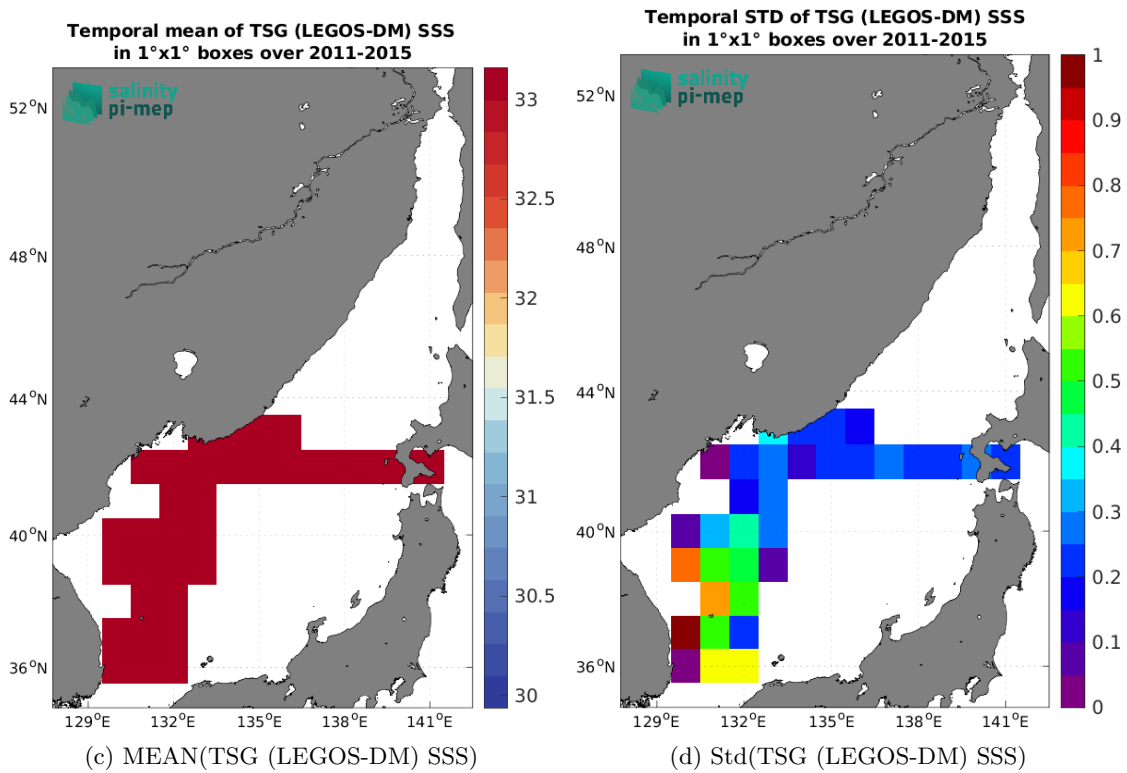 Temporal mean of TSG (LEGOS-DM) SSS
in 1°x1° boxes over 2011-2015
salinity
pi-mep
52°N
48°N
44°N
40°N
36°N
129°E
132°E
135°E
138°E
141°E
33
32.5
32
31.5
31
30.5
30
(c) MEAN(TSG (LEGOS-DM) SSS)
Temporal STD of TSG (LEGOS-DM) SSS
in 1°x1° boxes over 2011-2015
salinity
pi-mep
52°N
48°N
44°N
40°N
36°N
129°E
132°E
135°E
138°E
141°E
1
0.9
0.8
0.7
0.6
0.5
0.4
0.3
0.2
0.1
0
(d) Std(TSG (LEGOS-DM) SSS)